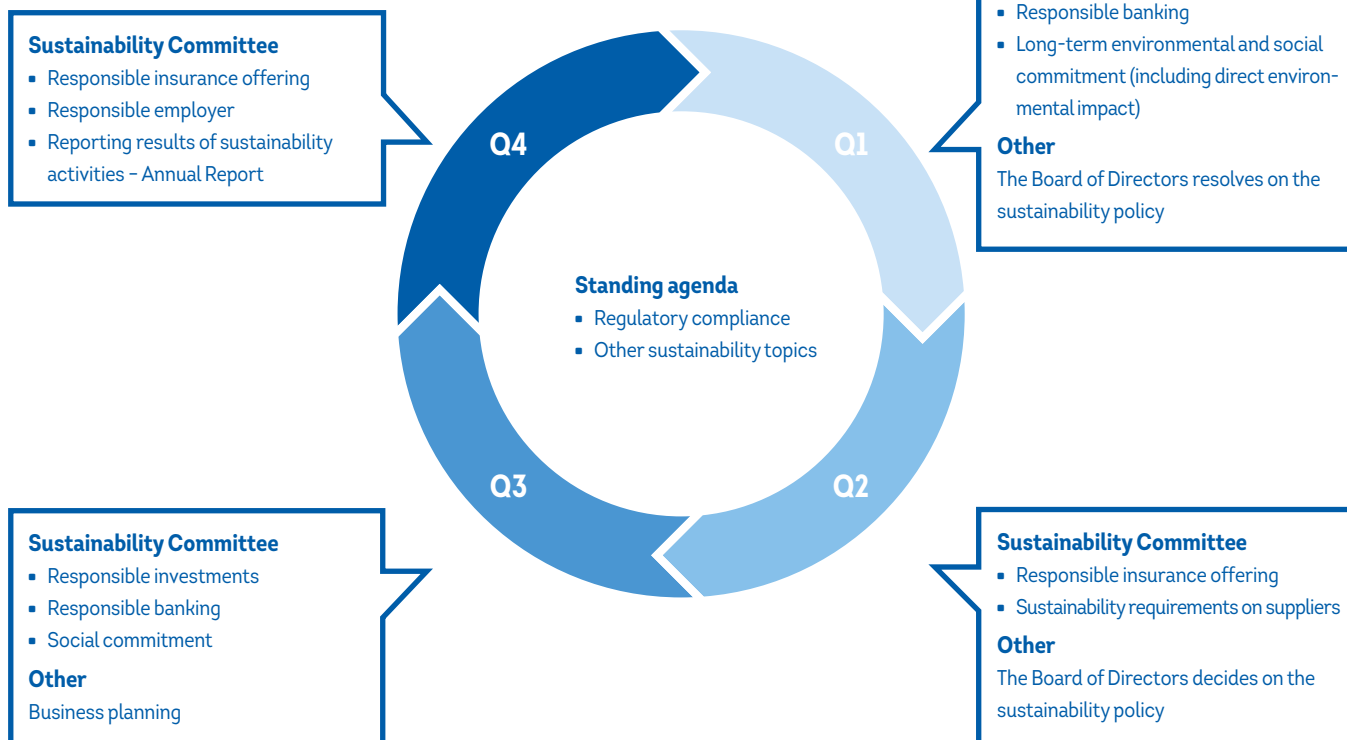 Sustainability Committee
▪ Responsible insurance offering
▪ Responsible employer
▪ Reporting results of sustainability
activities – Annual Report
Q4
Q1
▪ Responsible banking
▪ Long-term environmental and social
commitment (including direct environ-
mental impact)
Other
The Board of Directors resolves on the
sustainability policy
Standing agenda
▪ Regulatory compliance
▪ Other sustainability topics
Q3
Q2
Sustainability Committee
▪ Responsible investments
▪ Responsible banking
▪ Social commitment
Other
Business planning
Sustainability Committee
▪ Responsible insurance offering
▪ Sustainability requirements on suppliers
Other
The Board of Directors decides on the
sustainability policy